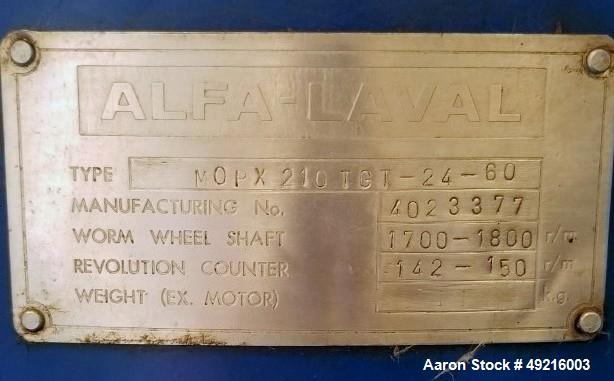 ALFA-LAVAL
TYPE MOPX 210 TGT-24-60
MANUFACTURING No. 4023377
WORM WHEEL SHAFT 1700-1800 r/m
REVOLUTION COUNTER 142-150 r/m
WEIGHT (EX. MOTOR) kg.
Aaron Stock # 49216003